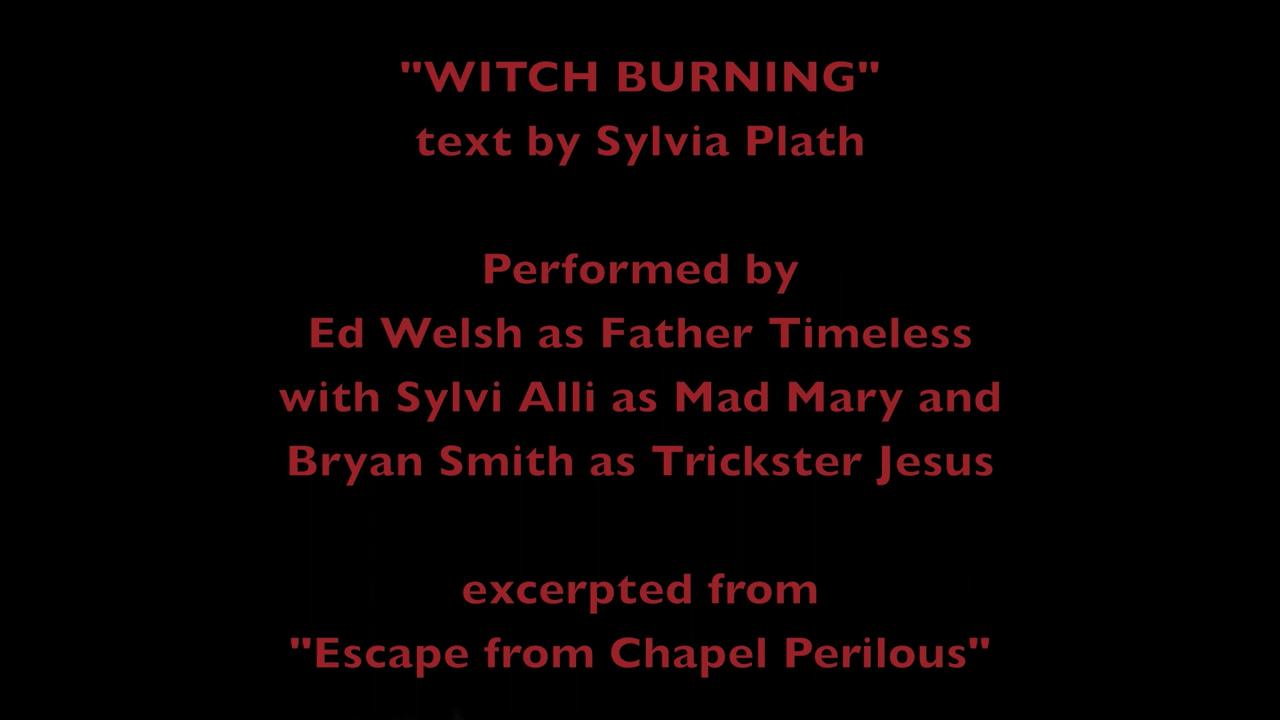 "WITCH BURNING"
text by Sylvia Plath
Performed by
Ed Welsh as Father Timeless
with Sylvi Alli as Mad Mary and
Bryan Smith as Trickster Jesus
excerpted from
"Escape from Chapel Perilous"